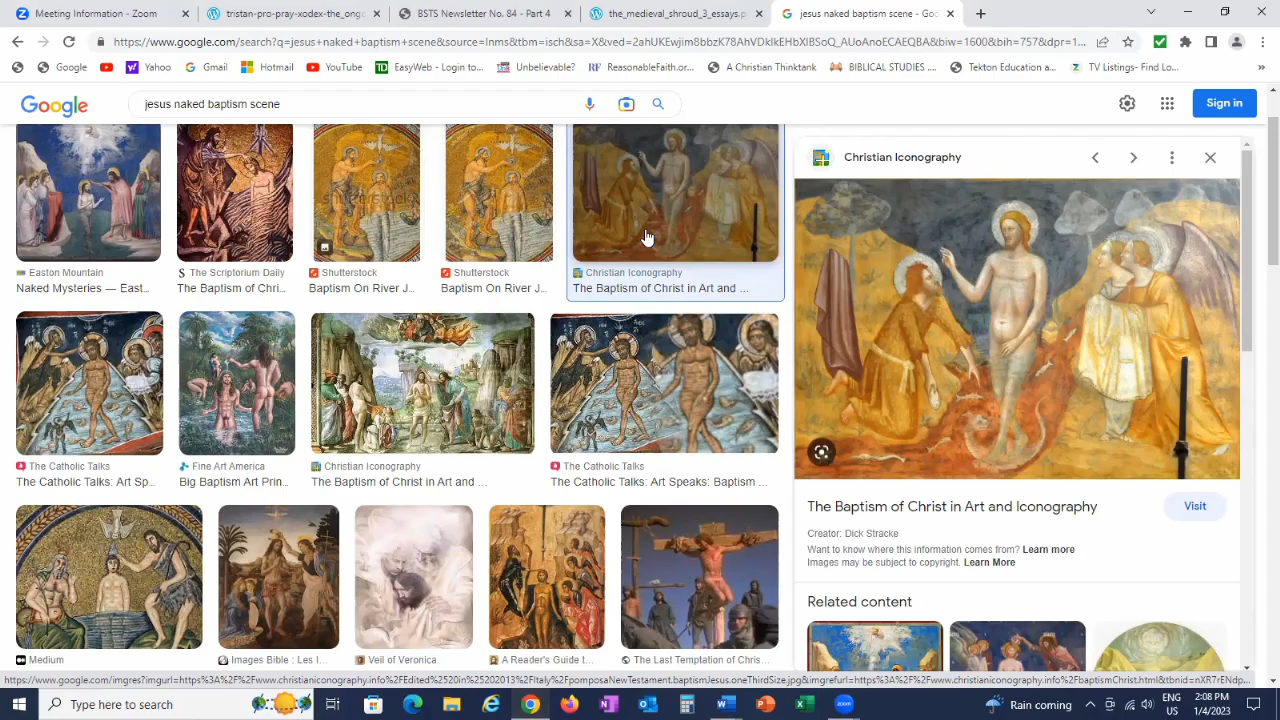 Meeting Information - Zoom
tristan-pro-pray-xodex-the_ong
BSTS Newsletter No. 84 - Part 4
the_medieval_shroud_3_essays.p
jesus naked baptism scene - Goo
https://www.google.com/search?q=jesus+naked+baptism+scene&source=lnms&tbm=isch&sa=X&ved=2ahUKEwjim8bbzK78AhVDklkEHbXlBSoQ_AUoAnoECAEQBA&biw=1600&bih=757&dpr=1...
Google
Yahoo
Gmail
Hotmail
YouTube
EasyWeb - Login to...
Unbelievable?
ReasonableFaith.or...
A Christian Thinktank
BIBLICAL STUDIES ....
Tekton Education a...
TV Listings- Find Lo...
Google
jesus naked baptism scene
Sign in
Christian Iconography
shutterstock
Easton Mountain
The Scriptorium Daily
Shutterstock
Shutterstock
Christian Iconography
Naked Mysteries — East...
The Baptism of Chri...
Baptism On River J...
Baptism On River J...
The Baptism of Christ in Art and ...
The Catholic Talks
Fine Art America
Christian Iconography
The Catholic Talks
The Catholic Talks: Art Sp...
Big Baptism Art Prin...
The Baptism of Christ in Art and ...
The Catholic Talks: Art Speaks: Baptism ...
The Baptism of Christ in Art and Iconography
Visit
Creator: Dick Stracke
Want to know where this information comes from? Learn more
Images may be subject to copyright. Learn More
Related content
Medium
Images Bible : Les I...
Veil of Veronica
A Reader's Guide t...
The Last Temptation of Chris...
Type here to search
Rain coming
ENG
US
2:08 PM
1/4/2023